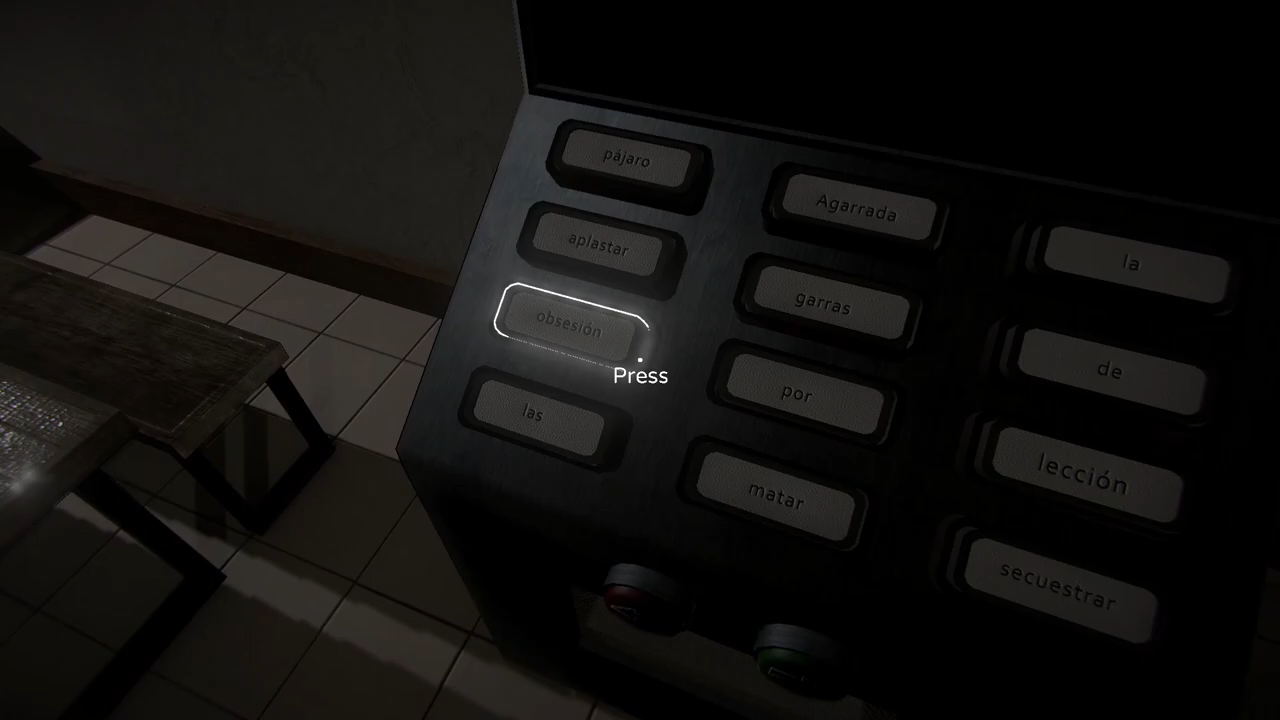 pájaro
aplastar
obsesión
Press
las
Agarrada
garras
por
matar
la
de
lección
secuestrar